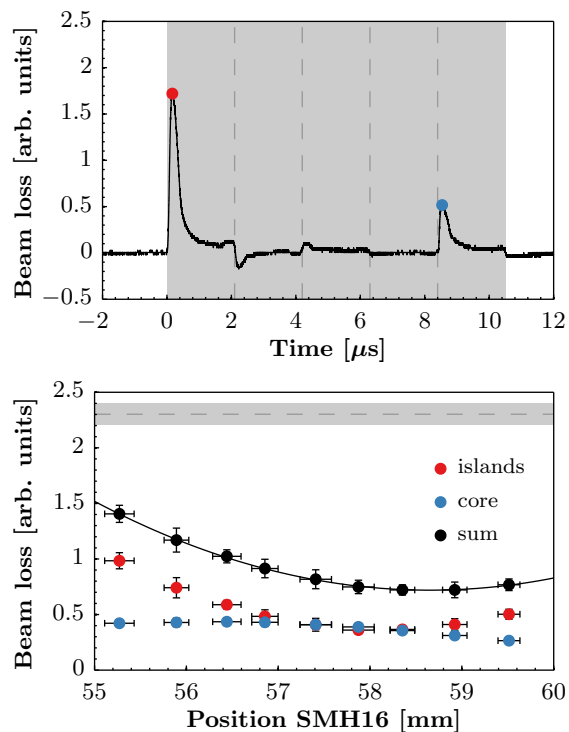 2.5
2
1.5
1
0.5
0
−0.5
Beam loss [arb. units]
−2 0 2 4 6 8 10 12
Time [μs]
2.5
2
1.5
1
0.5
0
Beam loss [arb. units]
islands
core
sum
55 56 57 58 59 60
Position SMH16 [mm]